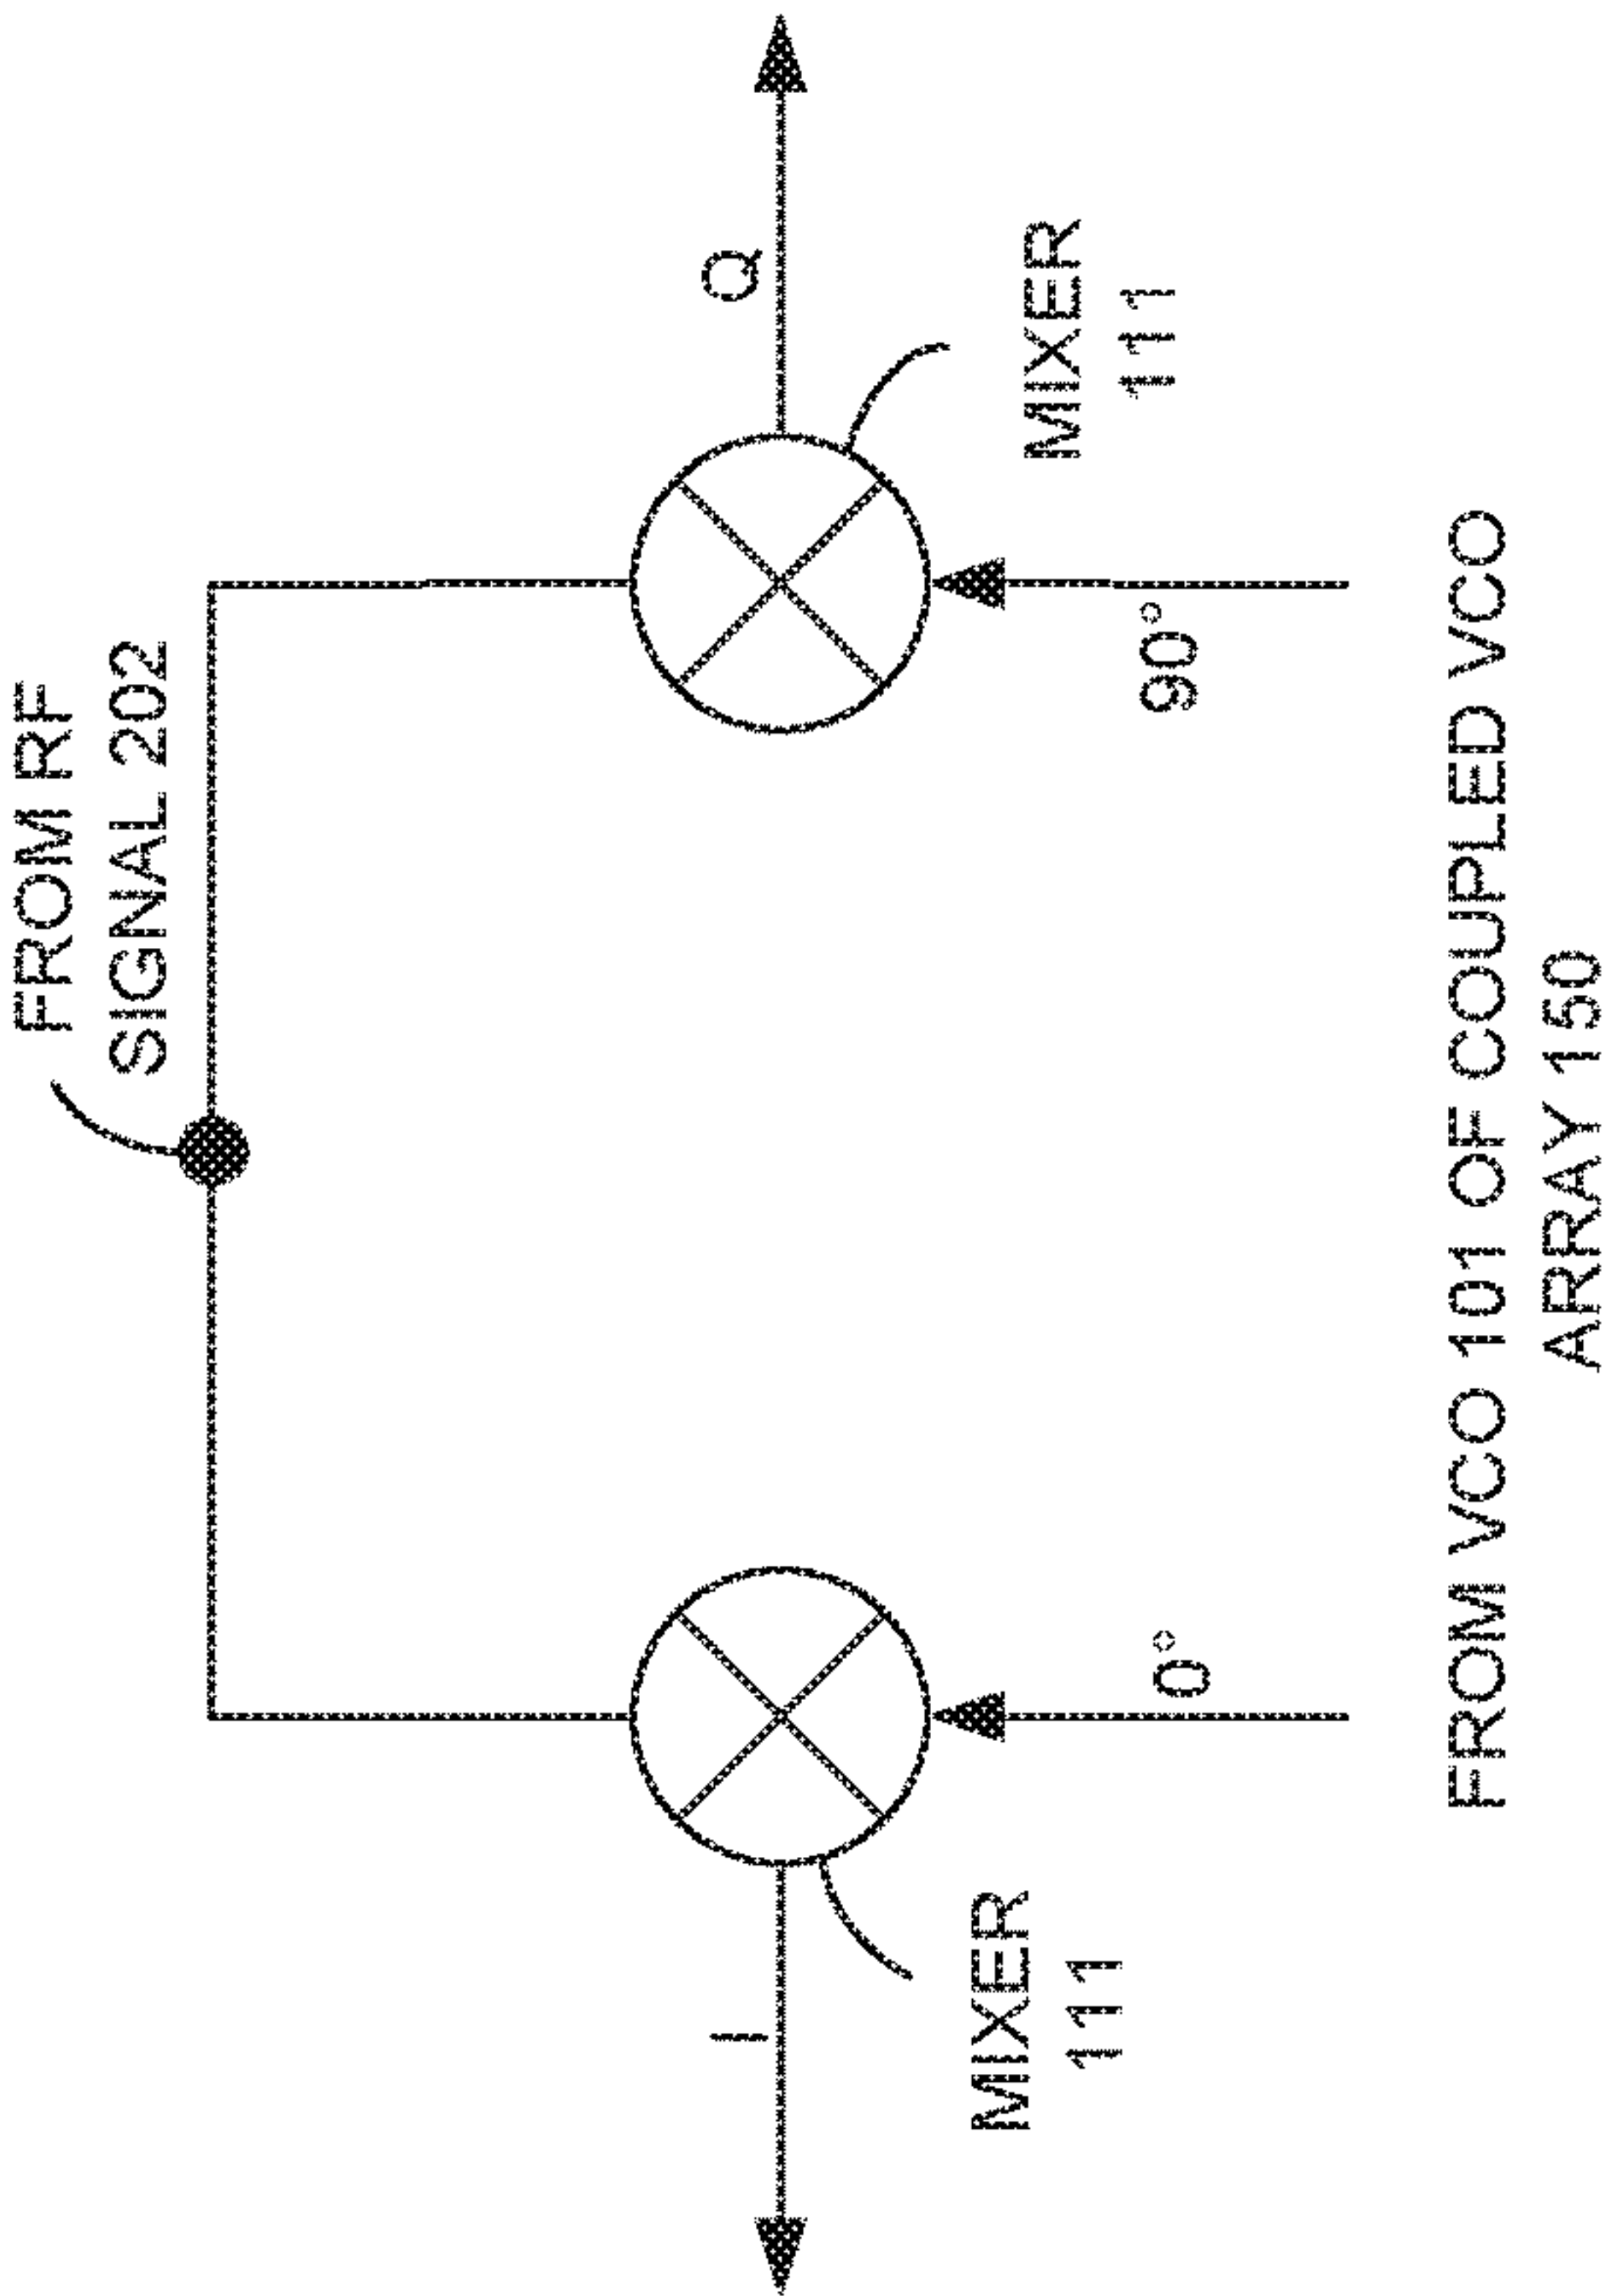 FROM RF
SIGNAL 202
I
Q
MIXER
111
MIXER
111
0°
90°
FROM VCO 101 OF COUPLED VCO
ARRAY 150